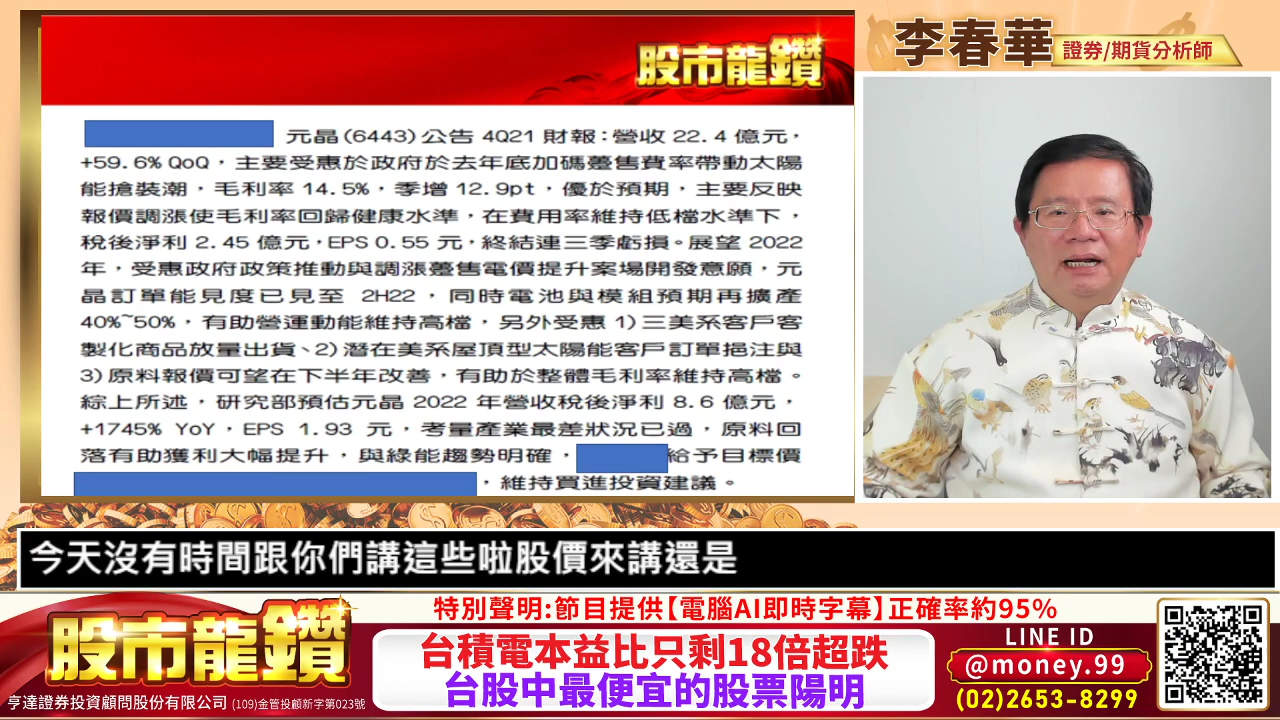 股市龍鑽
李春華
證券/期貨分析師
元晶(6443)公告 4Q21 財報：營收 22.4 億元，
+59.6% QoQ，主要受惠於政府於去年底加碼躉售費率帶動太陽
能搶裝潮，毛利率 14.5%，季增 12.9pt，優於預期，主要反映
報價調漲使毛利率回歸健康水準，在費用率維持低檔水準下，
稅後淨利 2.45 億元，EPS 0.55 元，終結連三季虧損。展望 2022
年，受惠政府政策推動與調漲躉售電價提升案場開發意願，元
晶訂單能見度已見至 2H22，同時電池與模組預期再擴產
40%~50%，有助營運動能維持高檔，另外受惠 1)三美系客戶客
製化商品放量出貨、2)潛在美系屋頂型太陽能客戶訂單挹注與
3)原料報價可望在下半年改善，有助於整體毛利率維持高檔。
綜上所述，研究部預估元晶 2022 年營收稅後淨利 8.6 億元，
+1745% YoY，EPS 1.93 元，考量產業最差狀況已過，原料回
落有助獲利大幅提升，與綠能趨勢明確，給予目標價
，維持買進投資建議。
今天沒有時間跟你們講這些啦股價來講還是
股市龍鑽
亨達證券投資顧問股份有限公司 (109)金管投顧新字第023號
特別聲明:節目提供【電腦AI即時字幕】正確率約95%
台積電本益比只剩18倍超跌
台股中最便宜的股票陽明
LINE ID
@money.99
(02)2653-8299